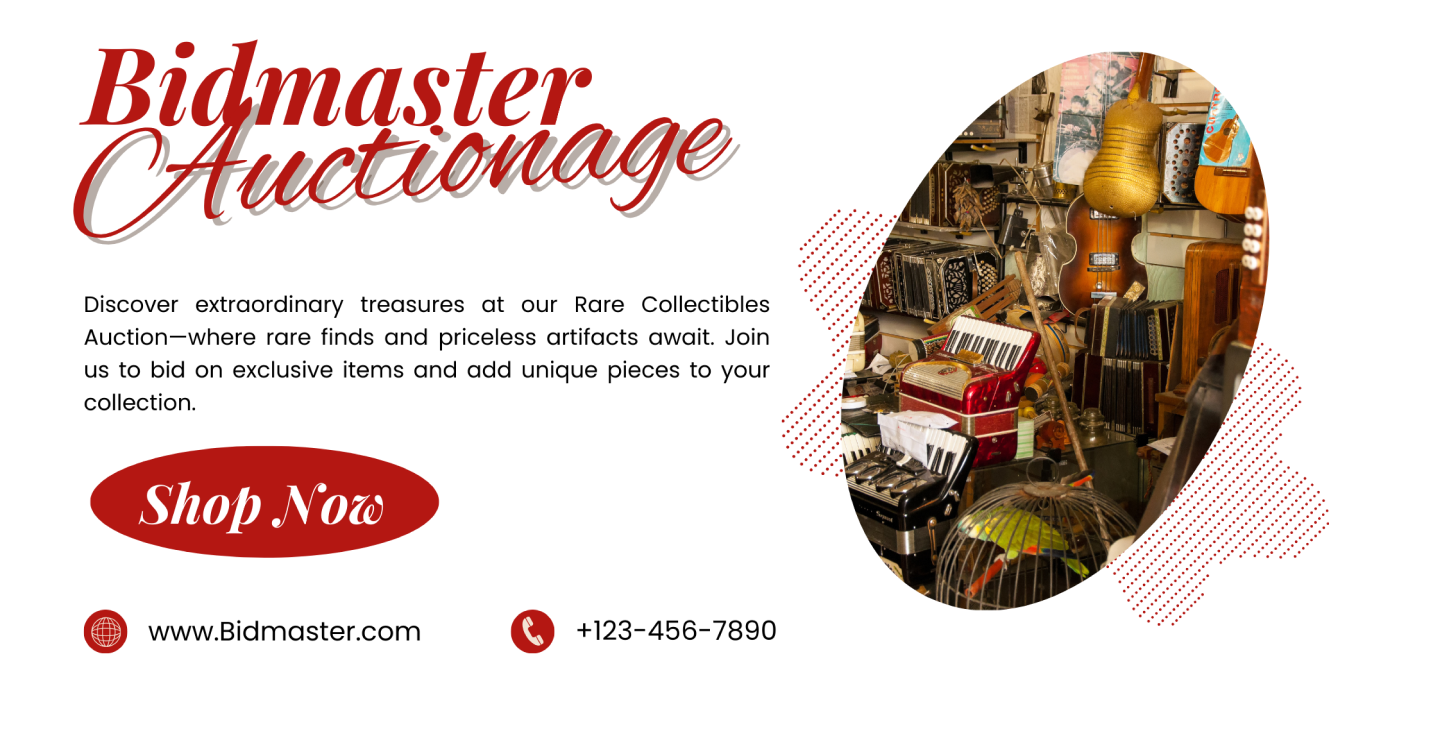 Bidmaster
Auctionage
Discover extraordinary treasures at our Rare Collectibles
Auction—where rare finds and priceless artifacts await. Join
us to bid on exclusive items and add unique pieces to your
collection.
Shop Now
www.Bidmaster.com
+123-456-7890